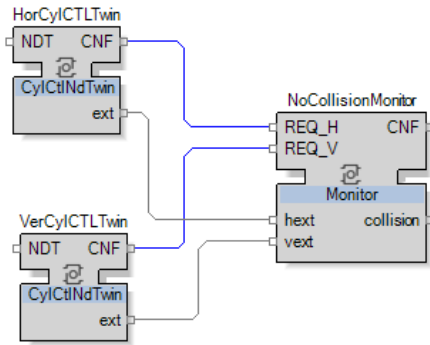 HorCylCTLTwin
NDT CNF
CylCtlNdTwin
ext
NoCollisionMonitor
REQ_H CNF
REQ_V
Monitor
hext collision
vext
VerCylCTLTwin
NDT CNF
CylCtlNdTwin
ext